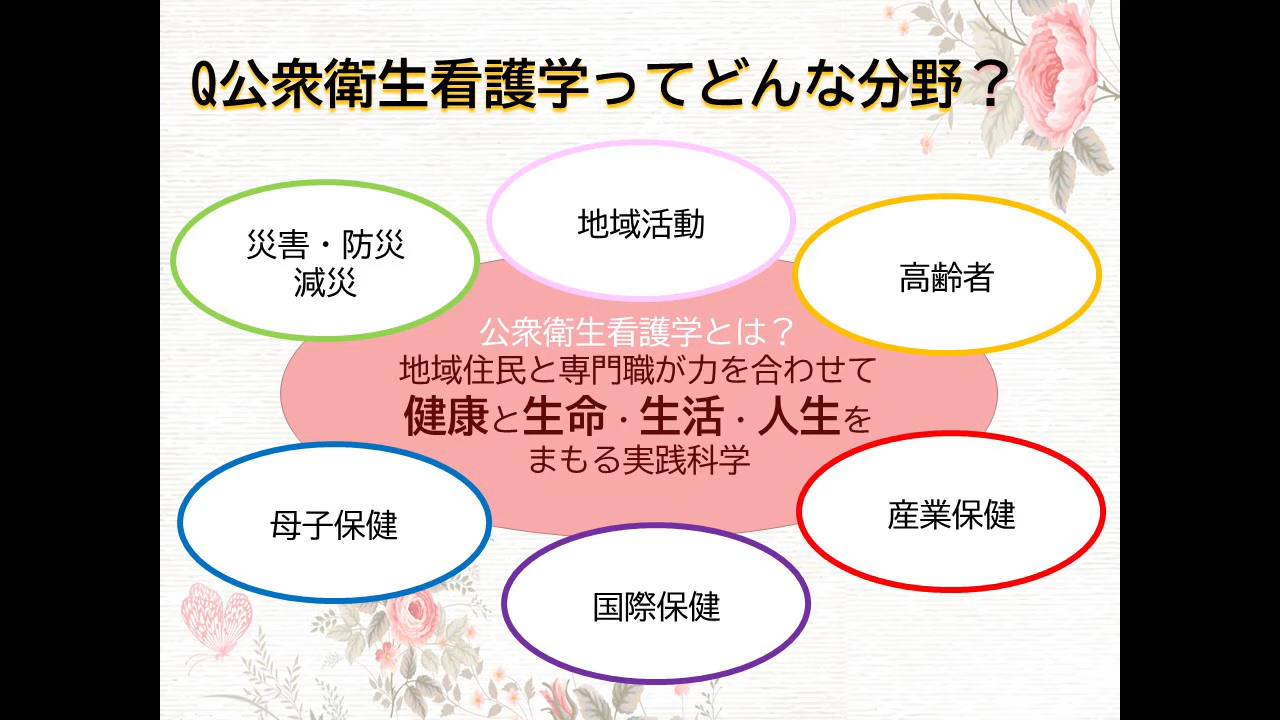 Q公衆衛生看護学ってどんな分野？
災害・防災
減災
地域活動
高齢者
公衆衛生看護学とは？
地域住民と専門職が力を合わせて
健康と生命・生活・人生を
まもる実践科学
母子保健
国際保健
産業保健